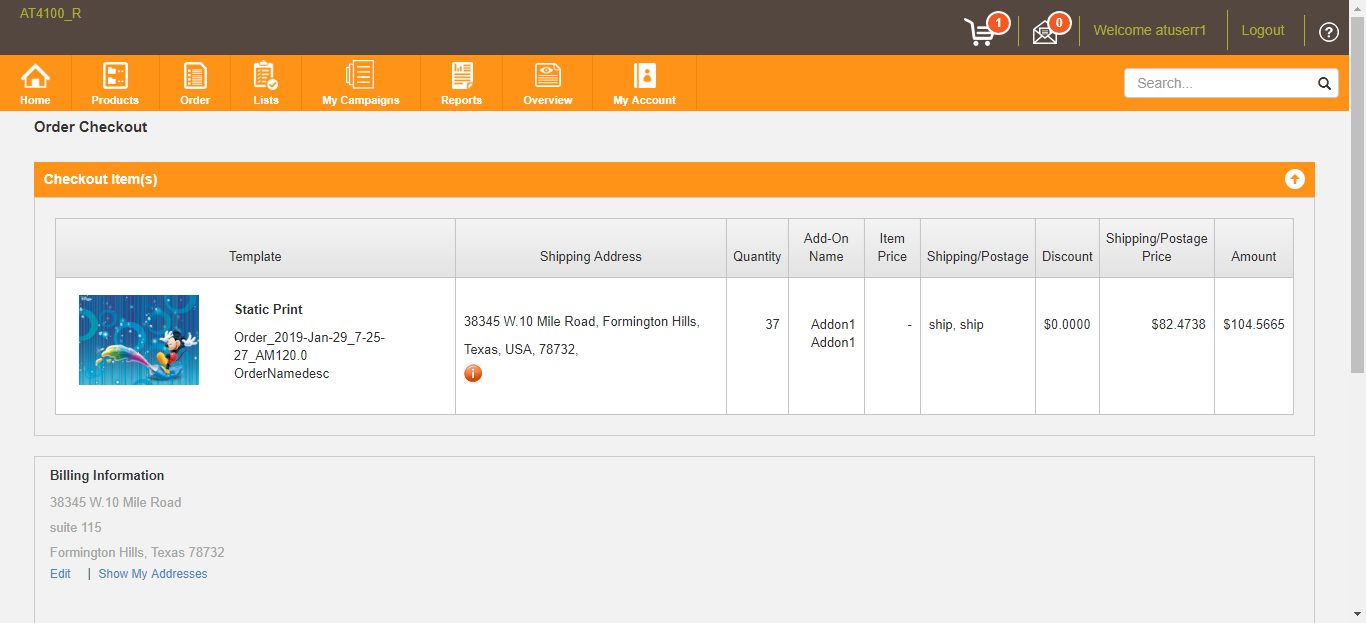 AT4100_R
1
0
Welcome atuserr1
Logout
?
Home
Products
Order
Lists
My Campaigns
Reports
Overview
My Account
Search...
Order Checkout
Checkout Item(s)
Template
Shipping Address
Quantity
Add-On
Name
Item
Price
Shipping/Postage
Discount
Shipping/Postage
Price
Amount
Static Print
Order_2019-Jan-29_7-25-
27_AM120.0
OrderNamedesc
38345 W.10 Mile Road, Formington Hills,
Texas, USA, 78732,
i
37
Addon1
Addon1
-
ship, ship
$0.0000
$82.4738
$104.5665
Billing Information
38345 W.10 Mile Road
suite 115
Formington Hills, Texas 78732
Edit | Show My Addresses